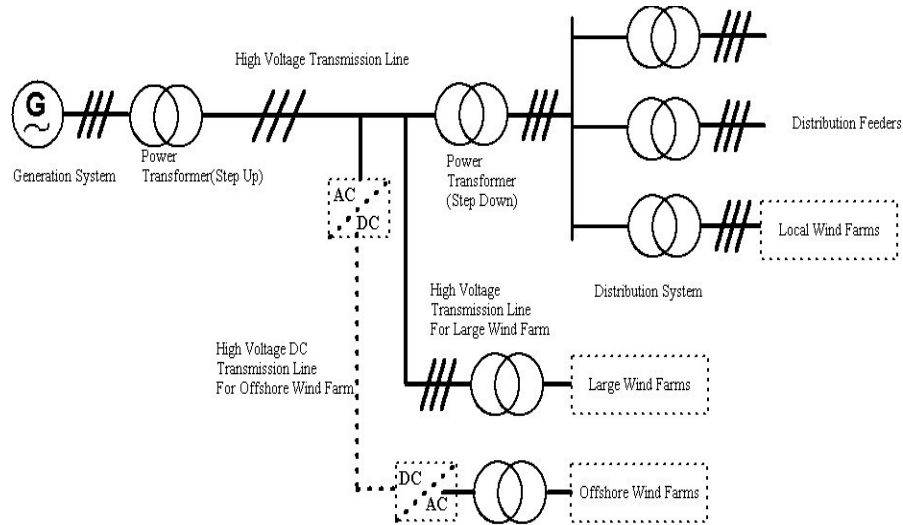 High Voltage Transmission Line
G
Generation System
Power
Transformer(Step Up)
Power
Transformer
(Step Down)
Distribution Feeders
AC
DC
Local Wind Farms
Distribution System
High Voltage
Transmission Line
For Large Wind Farm
High Voltage DC
Transmission Line
For Offshore Wind Farm
Large Wind Farms
DC
AC
Offshore Wind Farms